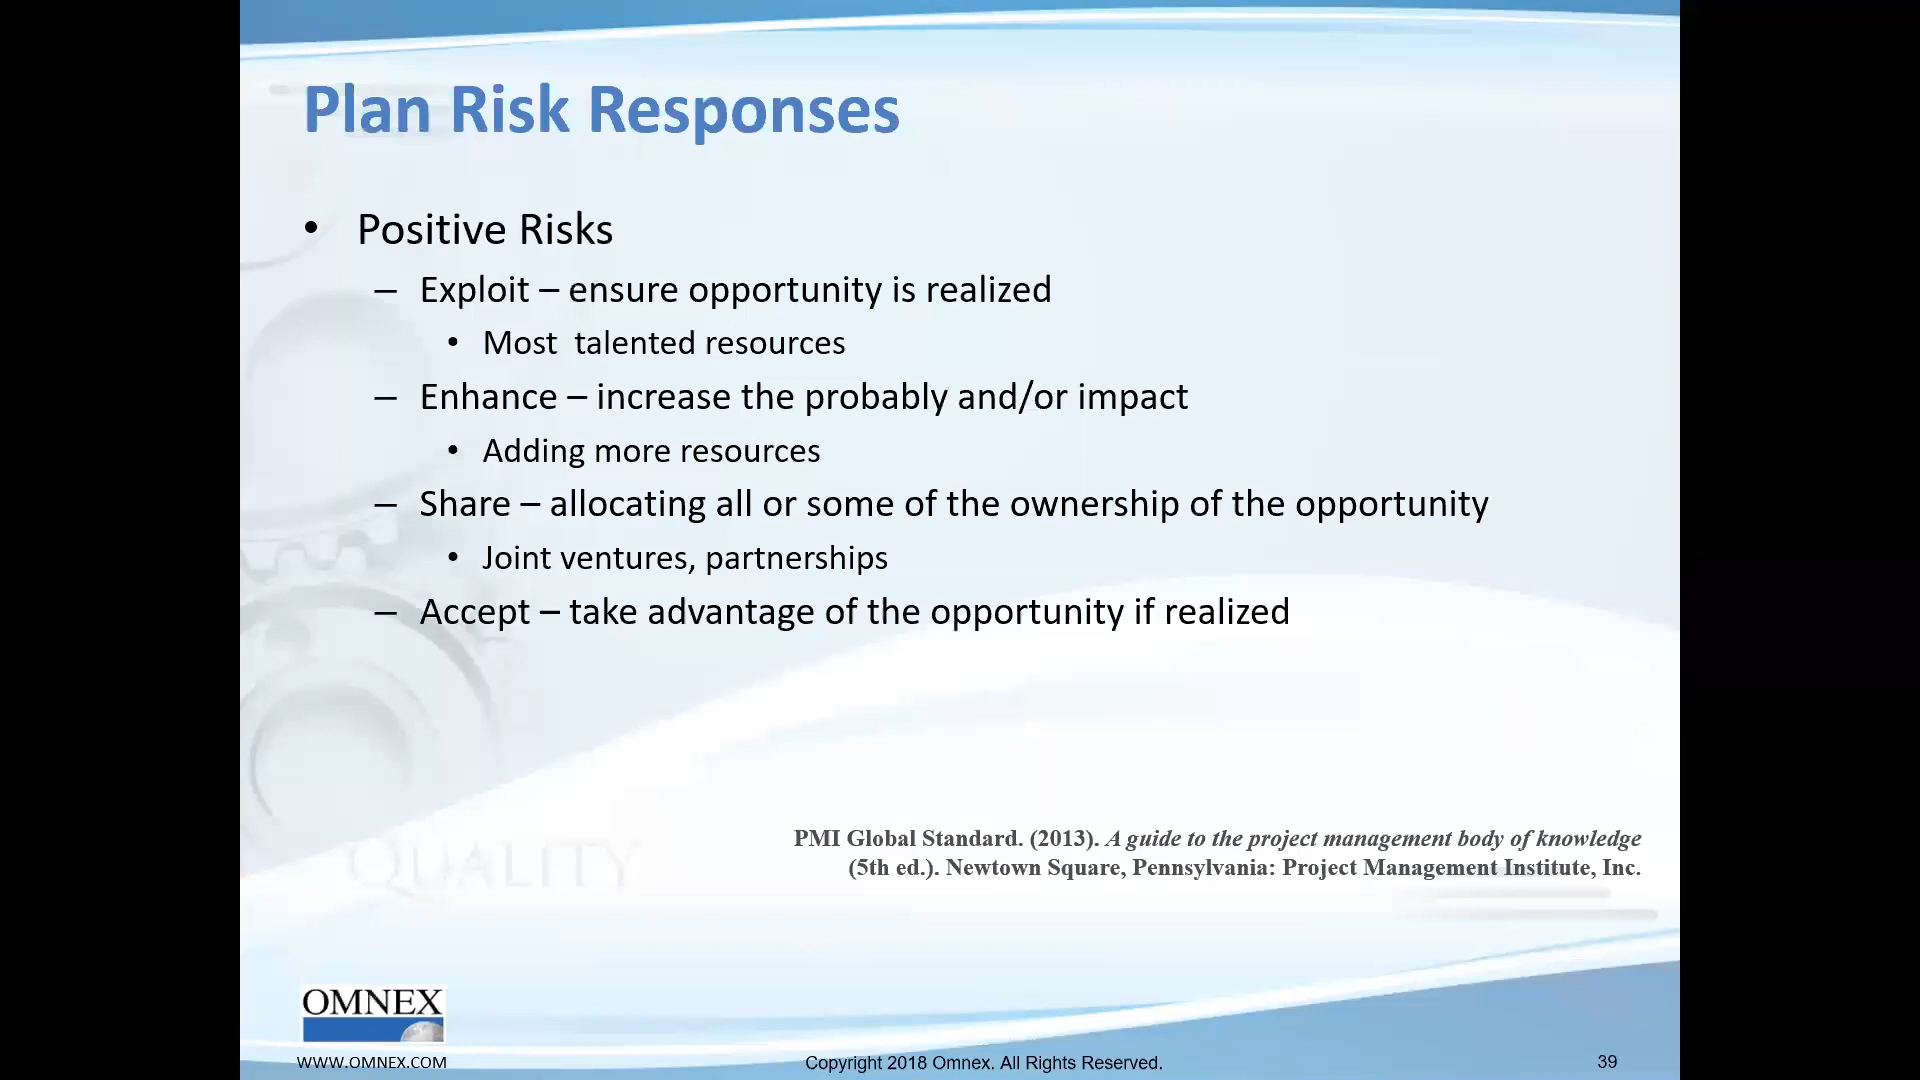 Plan Risk Responses
• Positive Risks
– Exploit – ensure opportunity is realized
• Most  talented resources
– Enhance – increase the probably and/or impact
• Adding more resources
– Share – allocating all or some of the ownership of the opportunity
• Joint ventures, partnerships
– Accept – take advantage of the opportunity if realized
PMI Global Standard. (2013). A guide to the project management body of knowledge
(5th ed.). Newtown Square, Pennsylvania: Project Management Institute, Inc.
QUALITY
OMNEX
WWW.OMNEX.COM
Copyright 2018 Omnex. All Rights Reserved.
39